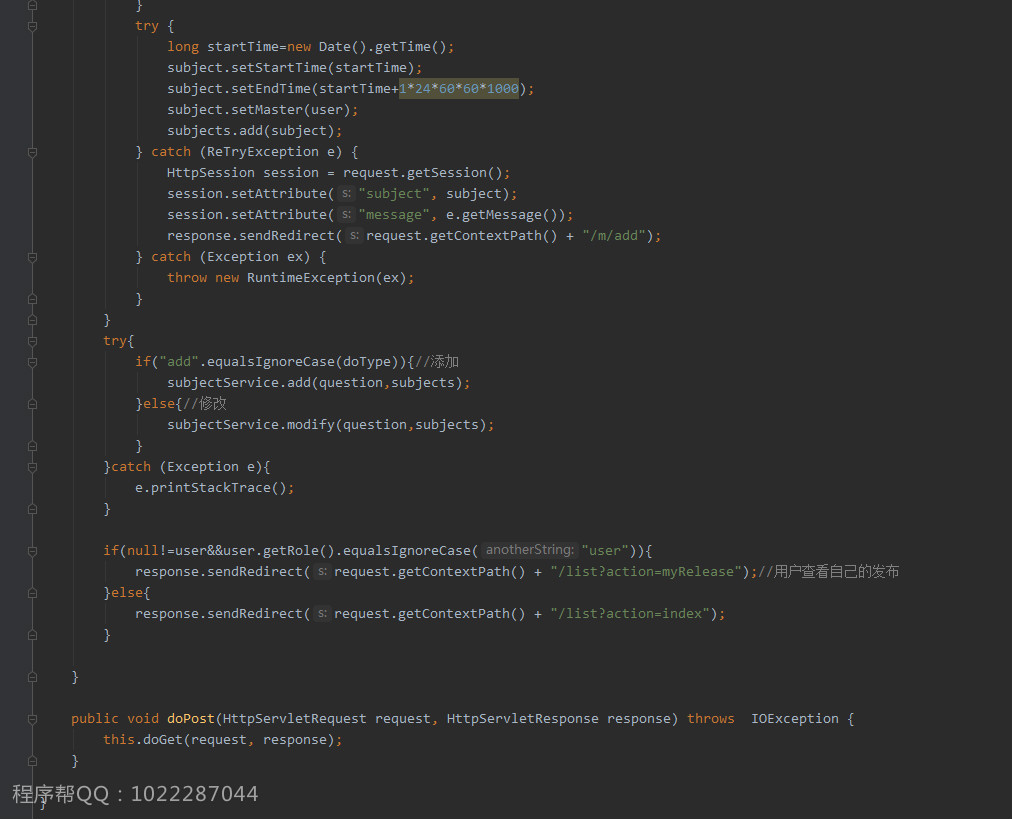 }
try {
long startTime=new Date().getTime();
subject.setStartTime(startTime);
subject.setEndTime(startTime+1*24*60*60*1000);
subject.setMaster(user);
subjects.add(subject);
} catch (ReTryException e) {
HttpSession session = request.getSession();
session.setAttribute( s: "subject", subject);
session.setAttribute( s: "message", e.getMessage());
response.sendRedirect( s: request.getContextPath() + "/m/add");
} catch (Exception ex) {
throw new RuntimeException(ex);
}
}
try{
if("add".equalsIgnoreCase(doType)){//添加
subjectService.add(question,subjects);
}else{//修改
subjectService.modify(question,subjects);
}
}catch (Exception e){
e.printStackTrace();
}
if(null!=user&&user.getRole().equalsIgnoreCase( anotherString: "user")){
response.sendRedirect( s: request.getContextPath() + "/list?action=myRelease");//用户查看自己的发布
}else{
response.sendRedirect( s: request.getContextPath() + "/list?action=index");
}
}
public void doPost(HttpServletRequest request, HttpServletResponse response) throws  IOException {
this.doGet(request, response);
}
程序帮QQ：1022287044
}